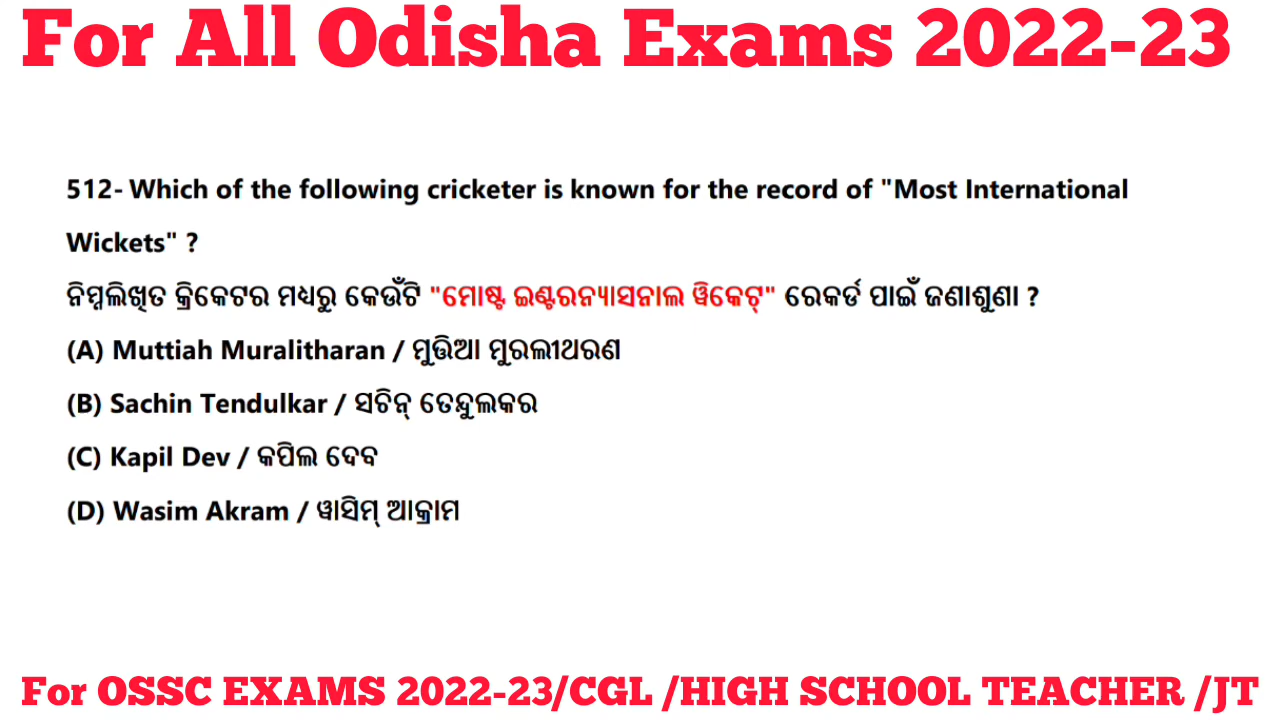 For All Odisha Exams 2022-23
512- Which of the following cricketer is known for the record of "Most International
Wickets" ?
ନିମ୍ନଲିଖିତ କ୍ରିକେଟର ମଧ୍ୟରୁ କେଉଁଟି "ମୋଷ୍ଟ ଇଣ୍ଟରନ୍ୟାସନାଲ ୱିକେଟ୍" ରେକର୍ଡ ପାଇଁ ଜଣାଶୁଣା ?
(A) Muttiah Muralitharan / ମୁତ୍ତିଆ ମୁରଲୀଥରଣ
(B) Sachin Tendulkar / ସଚିନ୍ ତେନ୍ଦୁଲକର
(C) Kapil Dev / କପିଲ ଦେବ
(D) Wasim Akram / ୱାସିମ୍ ଆକ୍ରାମ
For OSSC EXAMS 2022-23/CGL /HIGH SCHOOL TEACHER /JT